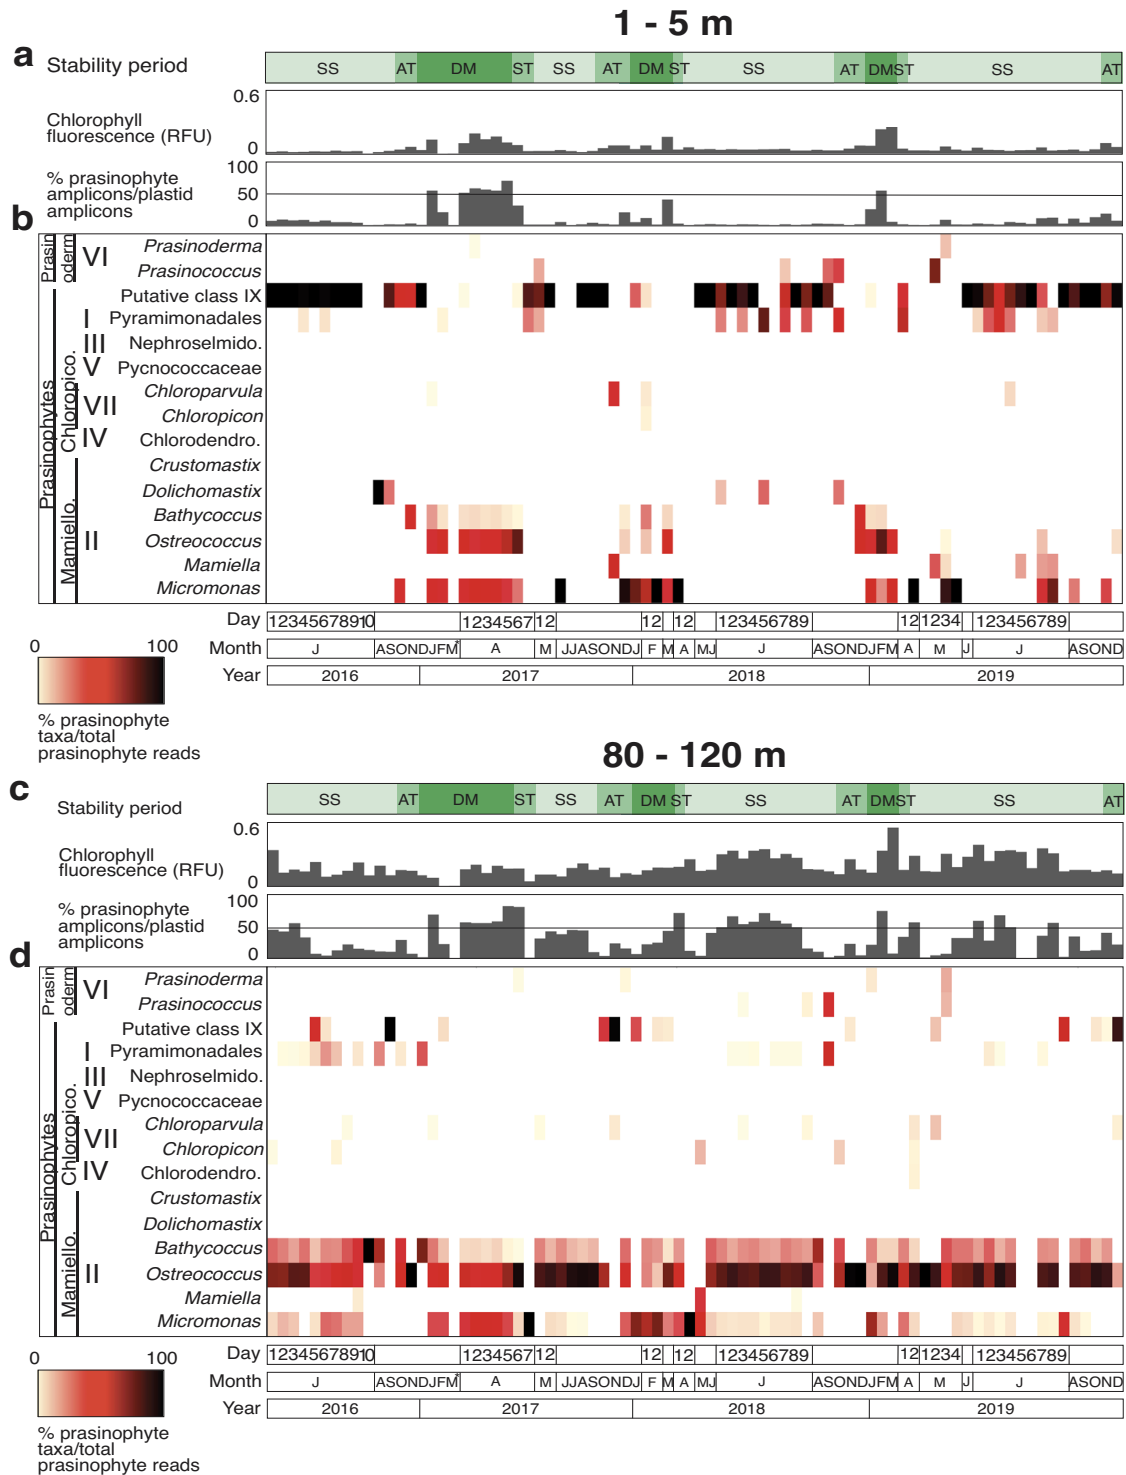 1 - 5 m
a
Stability period
SS AT DM ST SS AT DM ST SS AT DM ST SS AT
Chlorophyll
fluorescence (RFU)
0.6
0
% prasinophyte
amplicons/plastid
amplicons
100
50
0
b
Prasin
oderm
VI
Prasinoderma
Prasinococcus
Putative class IX
I Pyramimonadales
III Nephroselmido.
V Pycnococcaceae
Prasinophytes
Chloropico.
VII
Chloroparvula
Chloropicon
IV Chlorodendro.
Mamiello.
II
Crustomastix
Dolichomastix
Bathycoccus
Ostreococcus
Mamiella
Micromonas
Day 12345678910 1234567 12 12 12 123456789 12 1234 123456789
Month J ASONDJFM* A M JJASONDJ F M A MJ J ASONDJFM A M J J ASOND
Year 2016 2017 2018 2019
0 100
% prasinophyte
taxa/total
prasinophyte reads
80 - 120 m
c
Stability period
SS AT DM ST SS AT DM ST SS AT DM ST SS AT
Chlorophyll
fluorescence (RFU)
0.6
0
% prasinophyte
amplicons/plastid
amplicons
100
50
0
d
Prasin
oderm
VI
Prasinoderma
Prasinococcus
Putative class IX
I Pyramimonadales
III Nephroselmido.
V Pycnococcaceae
Prasinophytes
Chloropico.
VII
Chloroparvula
Chloropicon
IV Chlorodendro.
Mamiello.
II
Crustomastix
Dolichomastix
Bathycoccus
Ostreococcus
Mamiella
Micromonas
Day 12345678910 1234567 12 12 12 123456789 12 1234 123456789
Month J ASONDJFM* A M JJASONDJ F M A MJ J ASONDJFM A M J J ASOND
Year 2016 2017 2018 2019
0 100
% prasinophyte
taxa/total
prasinophyte reads